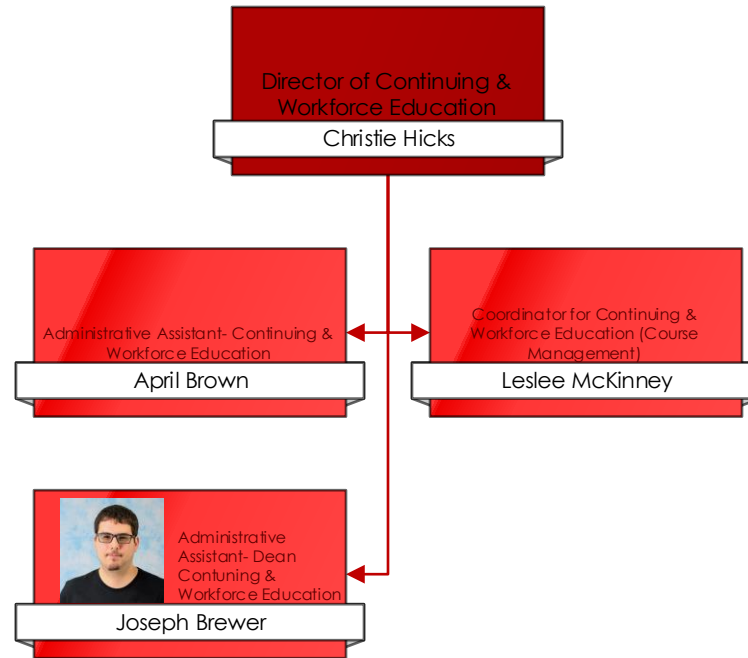 Director of Continuing &
Workforce Education
Christie Hicks
Administrative Assistant- Continuing &
Workforce Education
April Brown
Coordinator for Continuing &
Workforce Education (Course
Management)
Leslee McKinney
Administrative
Assistant- Dean
Contuning &
Workforce Education
Joseph Brewer